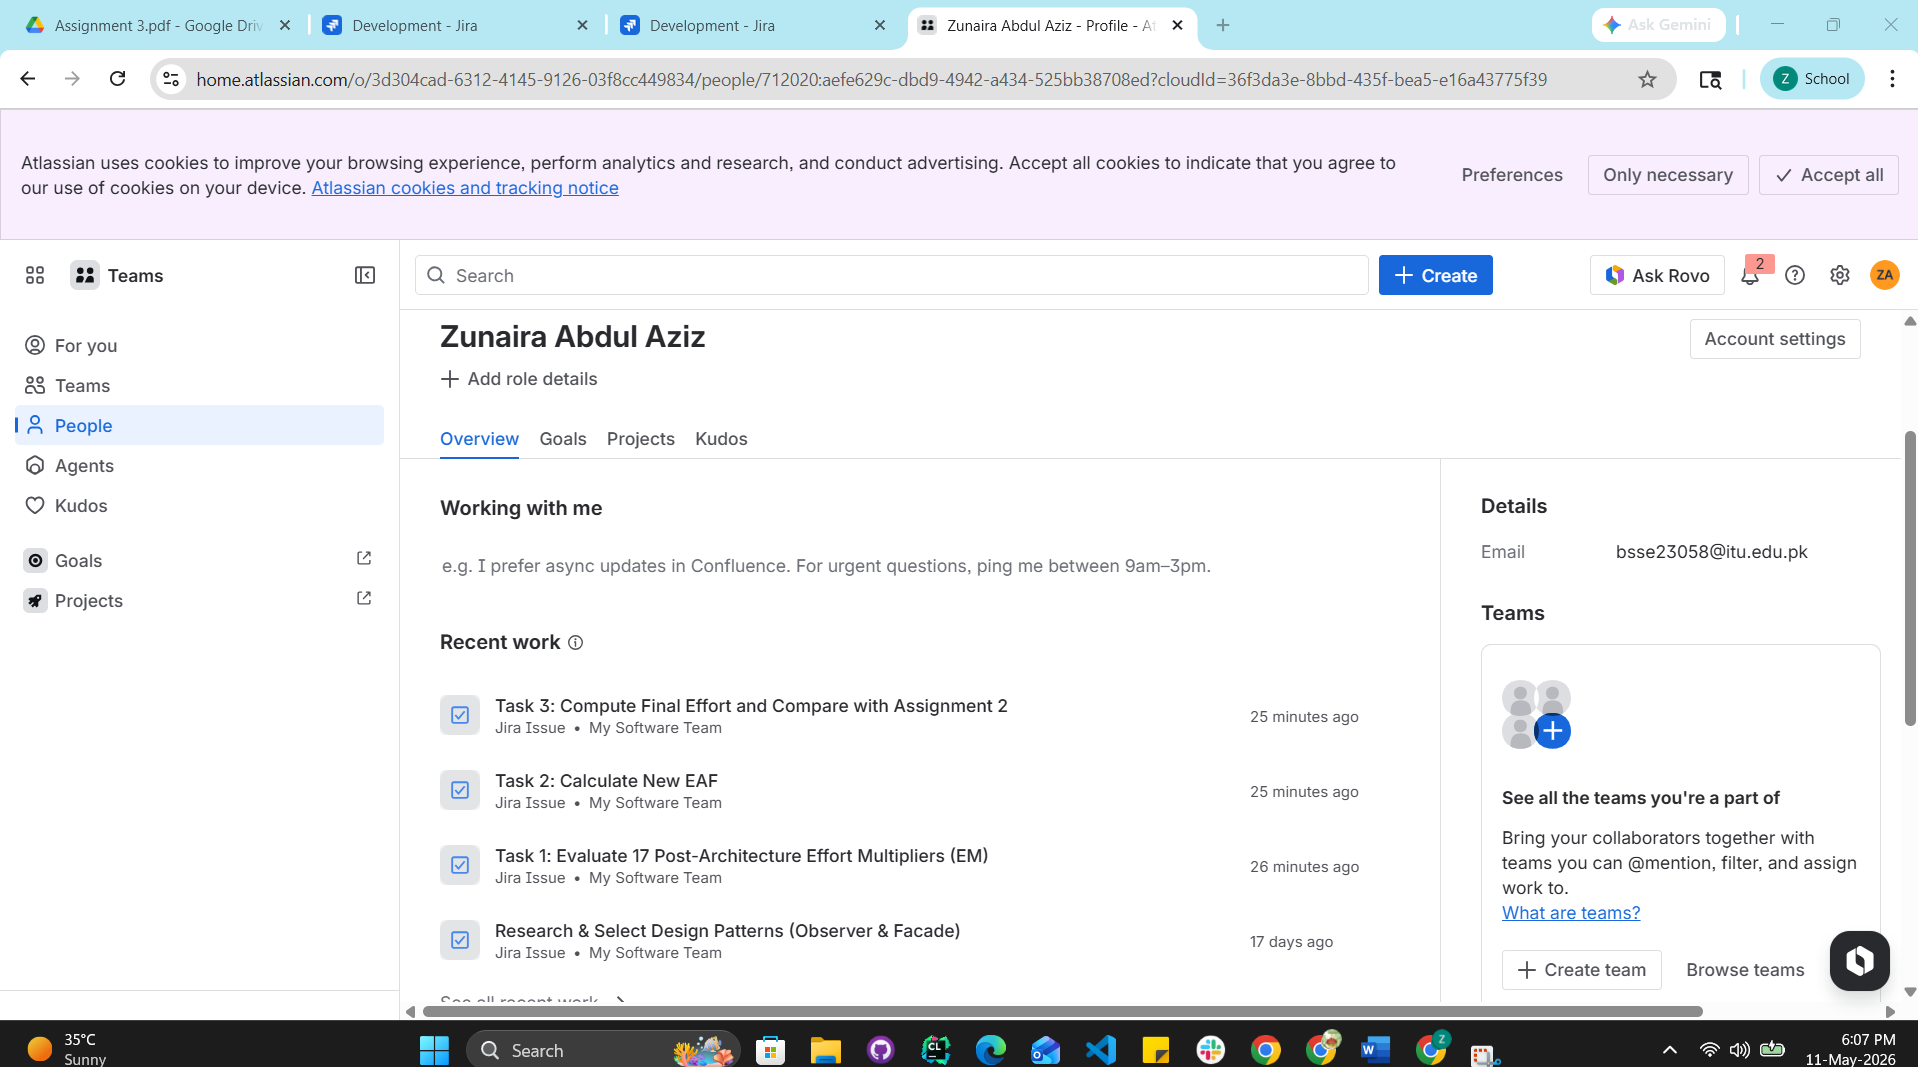 Assignment 3.pdf - Google Driv
Development - Jira
Development - Jira
Zunaira Abdul Aziz - Profile - At
Ask Gemini
home.atlassian.com/o/3d304cad-6312-4145-9126-03f8cc449834/people/712020:aefe629c-dbd9-4942-a434-525bb38708ed?cloudId=36f3da3e-8bbd-435f-bea5-e16a43775f39
Z School
Atlassian uses cookies to improve your browsing experience, perform analytics and research, and conduct advertising. Accept all cookies to indicate that you agree to
our use of cookies on your device. Atlassian cookies and tracking notice
Preferences
Only necessary
Accept all
Teams
Search
Create
Ask Rovo
2
ZA
For you
Teams
People
Agents
Kudos
Goals
Projects
Zunaira Abdul Aziz
Account settings
Add role details
Overview Goals Projects Kudos
Working with me
e.g. I prefer async updates in Confluence. For urgent questions, ping me between 9am–3pm.
Recent work
Task 3: Compute Final Effort and Compare with Assignment 2
Jira Issue • My Software Team
25 minutes ago
Task 2: Calculate New EAF
Jira Issue • My Software Team
25 minutes ago
Task 1: Evaluate 17 Post-Architecture Effort Multipliers (EM)
Jira Issue • My Software Team
26 minutes ago
Research & Select Design Patterns (Observer & Facade)
Jira Issue • My Software Team
17 days ago
See all recent work
Details
Email bsse23058@itu.edu.pk
Teams
See all the teams you're a part of
Bring your collaborators together with
teams you can @mention, filter, and assign
work to.
What are teams?
Create team
Browse teams
35°C
Sunny
Search
CL
W
Z
6:07 PM
11-May-2026